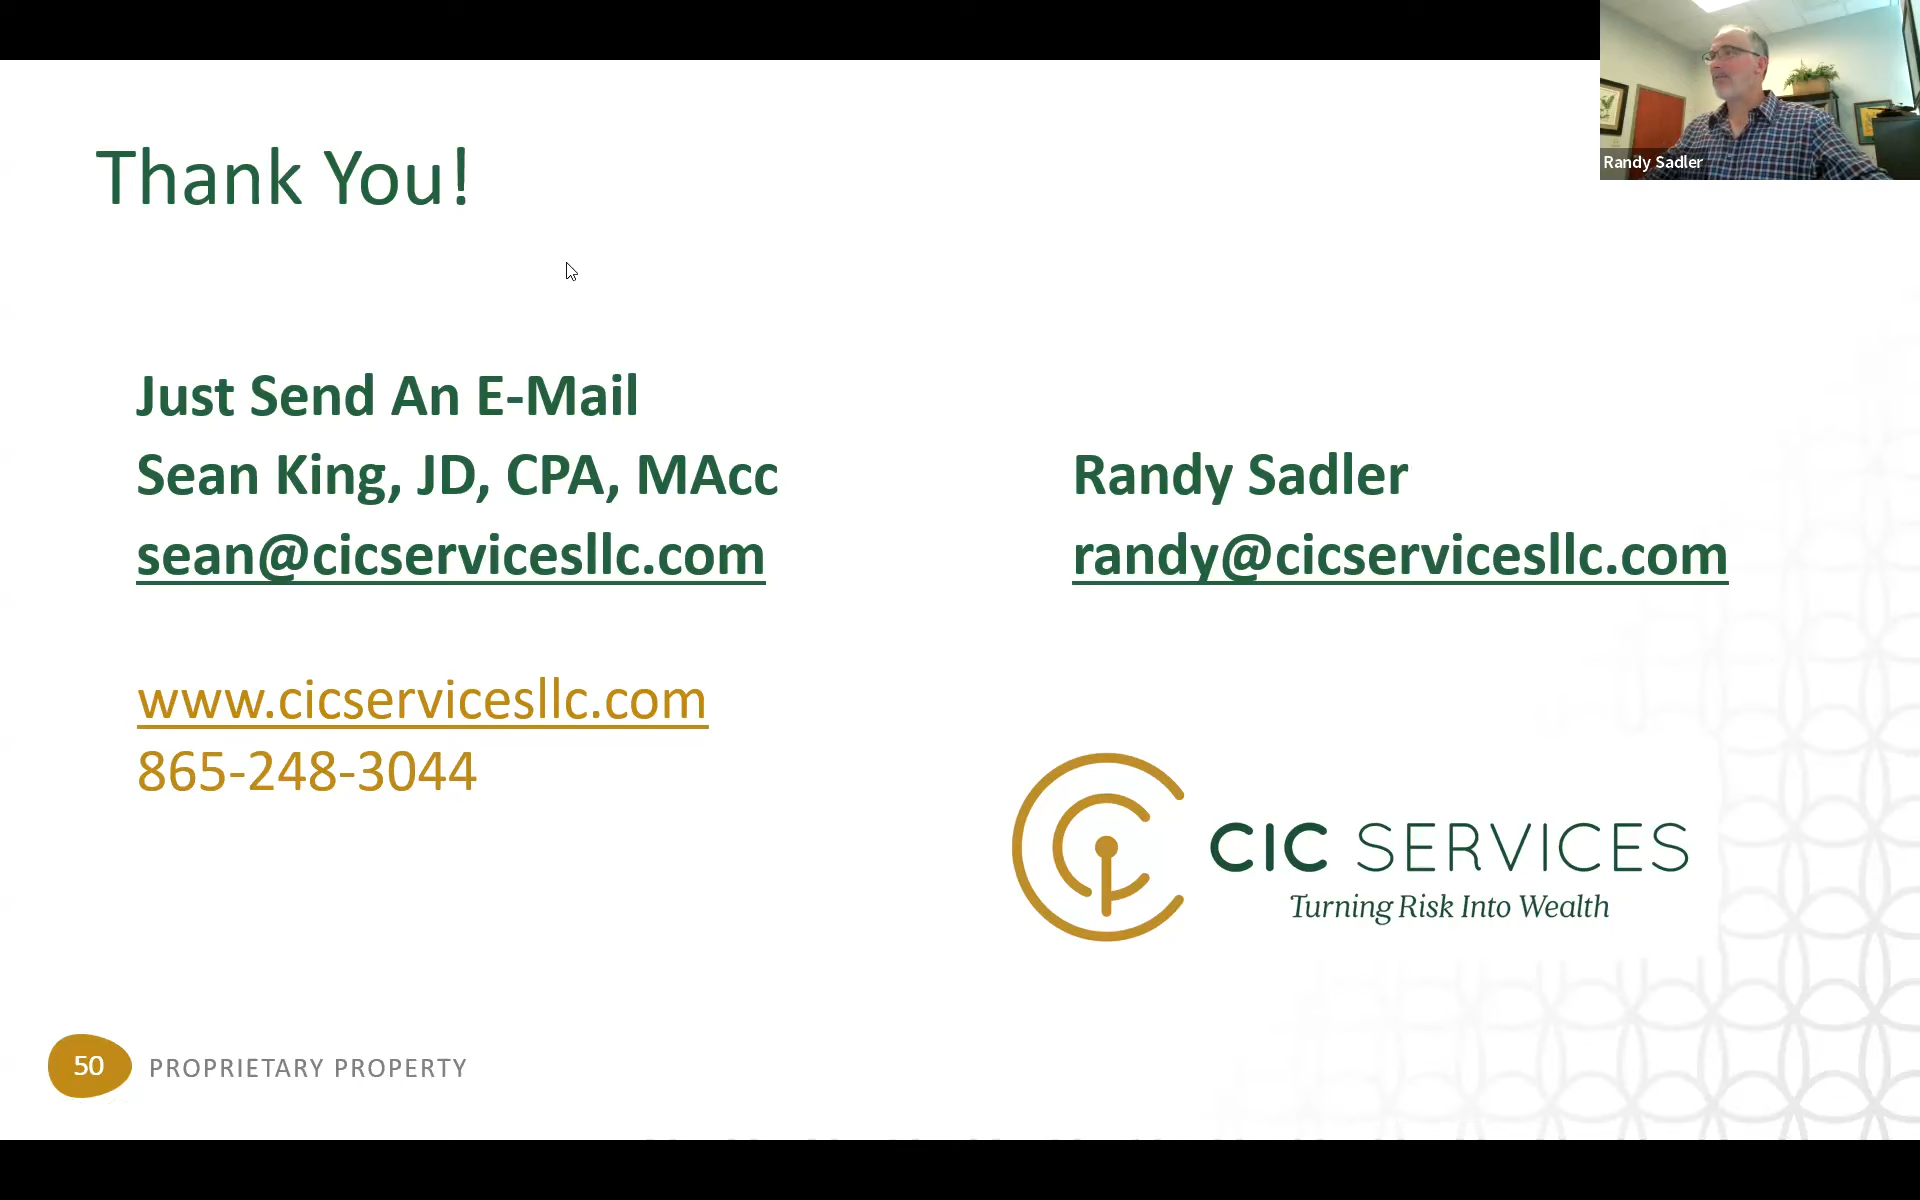 Randy Sadler
Thank You!
Just Send An E-Mail
Sean King, JD, CPA, MAcc
sean@cicservicesllc.com
Randy Sadler
randy@cicservicesllc.com
www.cicservicesllc.com
865-248-3044
CIC SERVICES
Turning Risk Into Wealth
50 PROPRIETARY PROPERTY